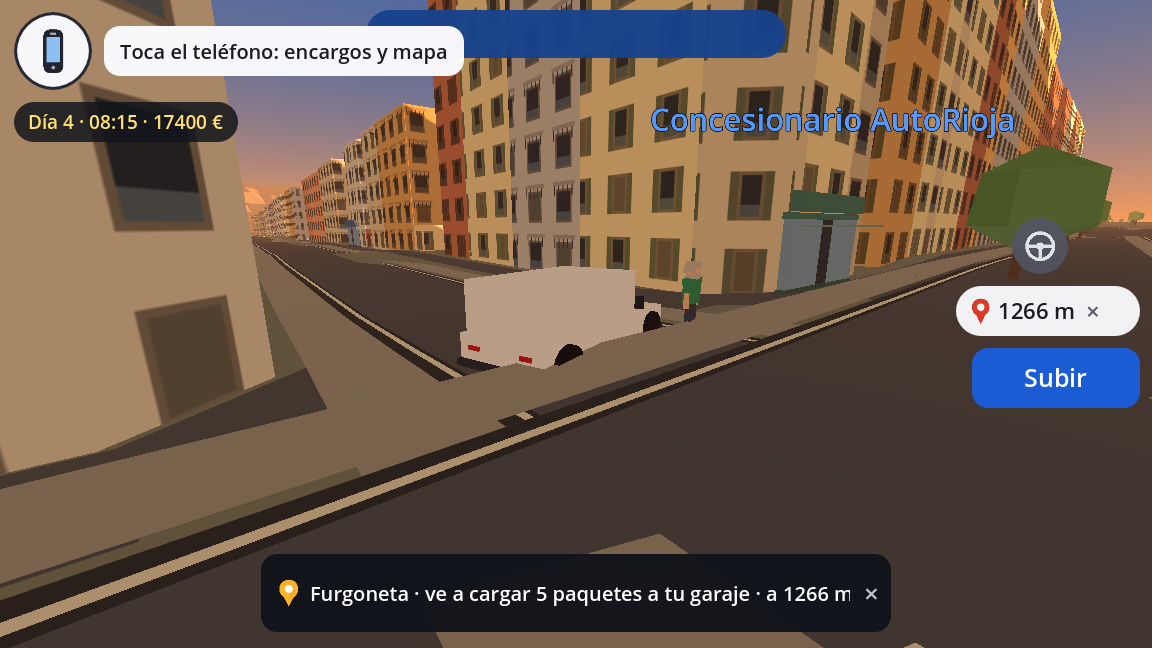 Toca el teléfono: encargos y mapa
Día 4 · 08:15 · 17400 €
Concesionario AutoRioja
1266 m ×
Subir
Furgoneta · ve a cargar 5 paquetes a tu garaje · a 1266 m ×